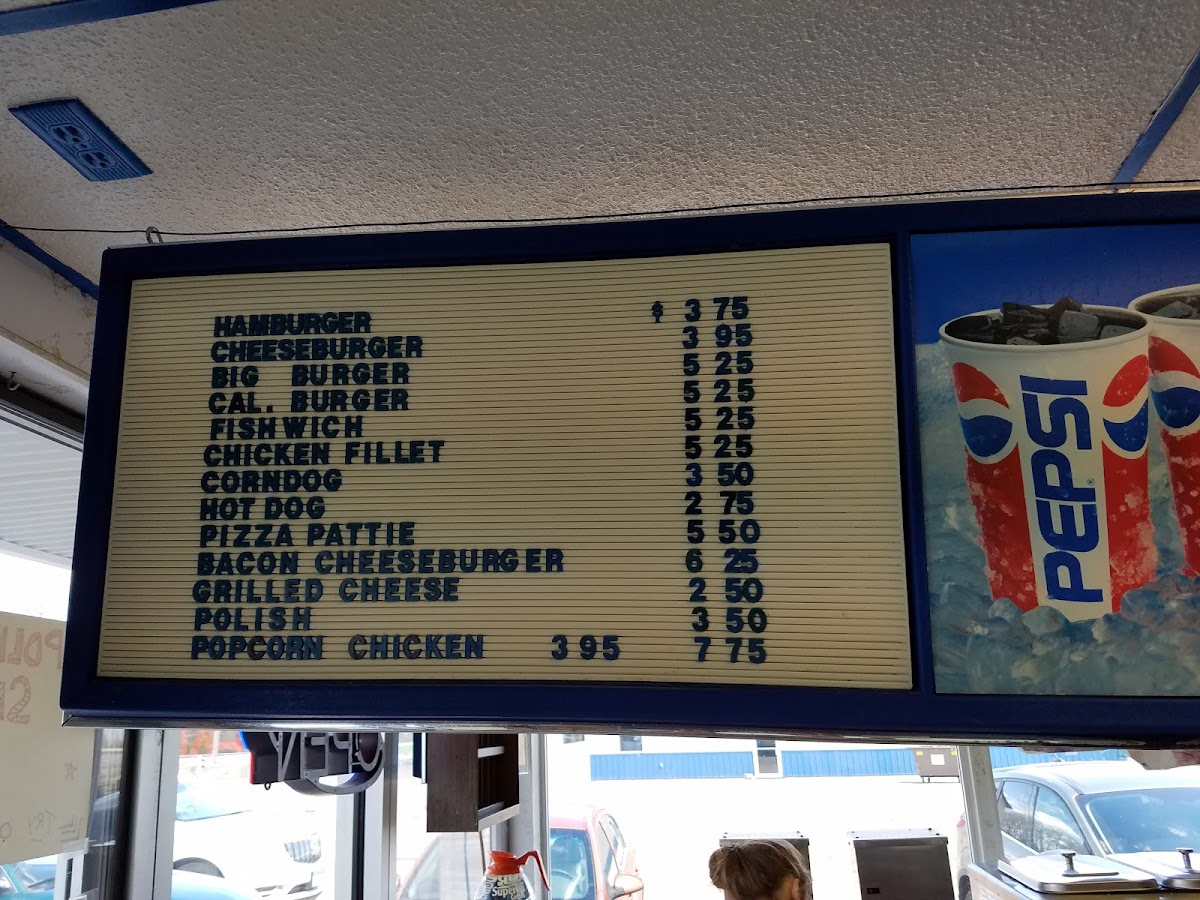 HAMBURGER $ 3 75
CHEESEBURGER 3 95
BIG BURGER 5 25
CAL. BURGER 5 25
FISHWICH 5 25
CHICKEN FILLET 5 25
CORNDOG 3 50
HOT DOG 2 75
PIZZA PATTIE 5 50
BACON CHEESEBURGER 6 25
GRILLED CHEESE 2 50
POLISH 3 50
POPCORN CHICKEN 3 95 7 75
PEPSI
OPEN